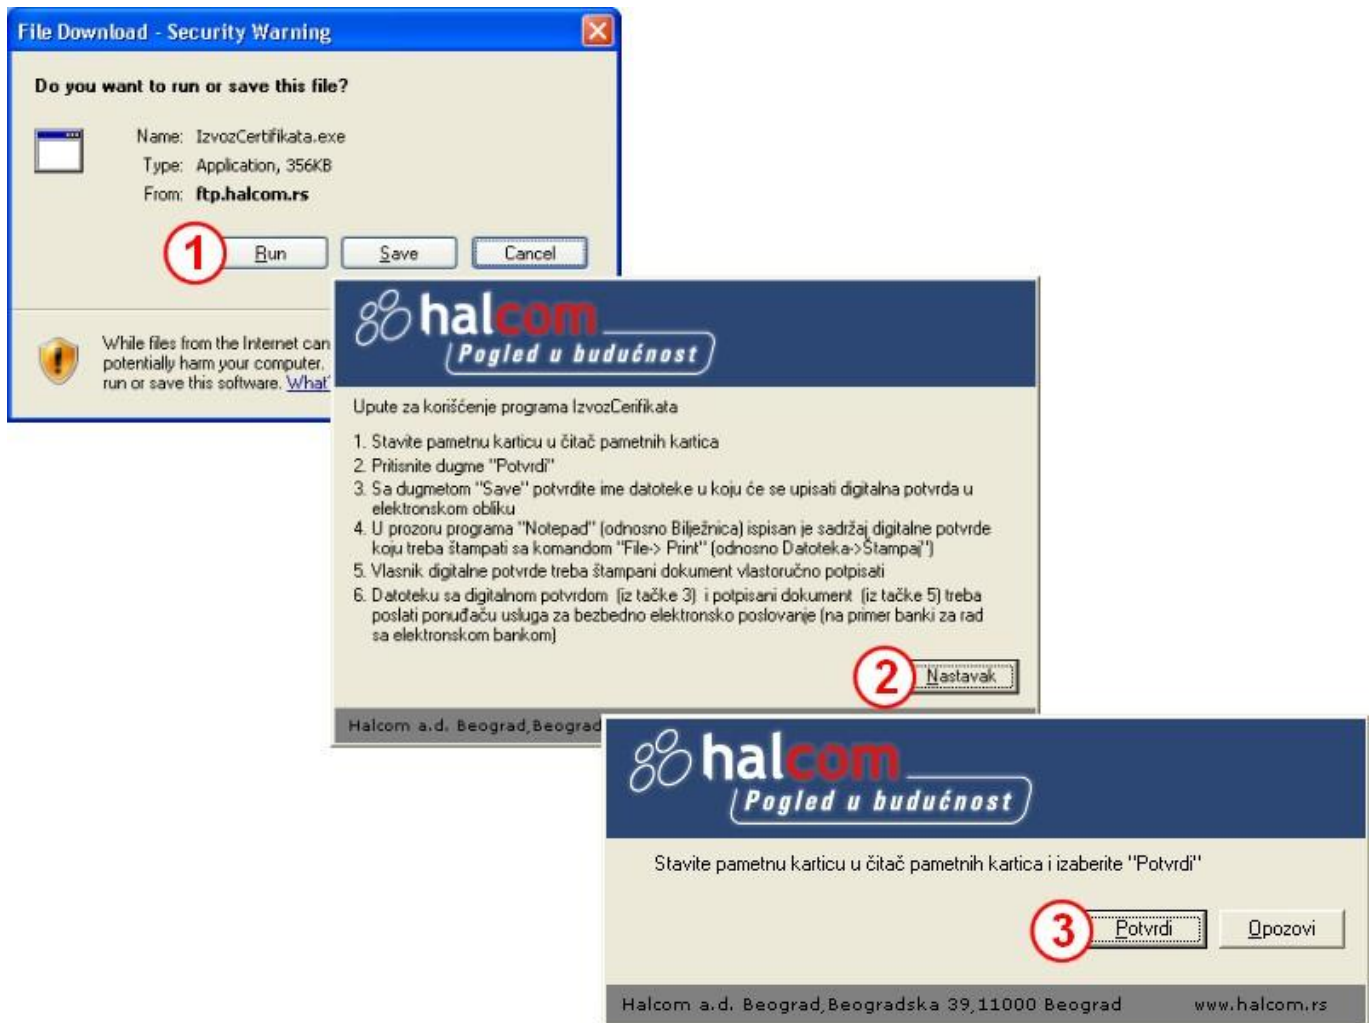 File Download - Security Warning
Do you want to run or save this file?
Name: IzvozCertifikata.exe
Type: Application, 356KB
From: ftp.halcom.rs
1
Run Save Cancel
While files from the Internet can
potentially harm your computer.
run or save this software. What'
halcom
Pogled u budućnost
Upute za korišćenje programa IzvozCerifikata
1. Stavite pametnu karticu u čitač pametnih kartica
2. Pritisnite dugme "Potvrdi"
3. Sa dugmetom "Save" potvrdite ime datoteke u koju će se upisati digitalna potvrda u
elektronskom obliku
4. U prozoru programa "Notepad" (odnosno Bilježnica) ispisan je sadržaj digitalne potvrde
koju treba štampati sa komandom "File-> Print" (odnosno Datoteka->Štampaj")
5. Vlasnik digitalne potvrde treba štampani dokument vlastoručno potpisati
6. Datoteku sa digitalnom potvrdom (iz tačke 3) i potpisani dokument (iz tačke 5) treba
poslati ponuđaču usluga za bezbedno elektronsko poslovanje (na primer banki za rad
sa elektronskom bankom)
2
Nastavak
Halcom a.d. Beograd,Beograd
halcom
Pogled u budućnost
Stavite pametnu karticu u čitač pametnih kartica i izaberite "Potvrdi"
3
Potvrdi Opozovi
Halcom a.d. Beograd,Beogradska 39,11000 Beograd www.halcom.rs